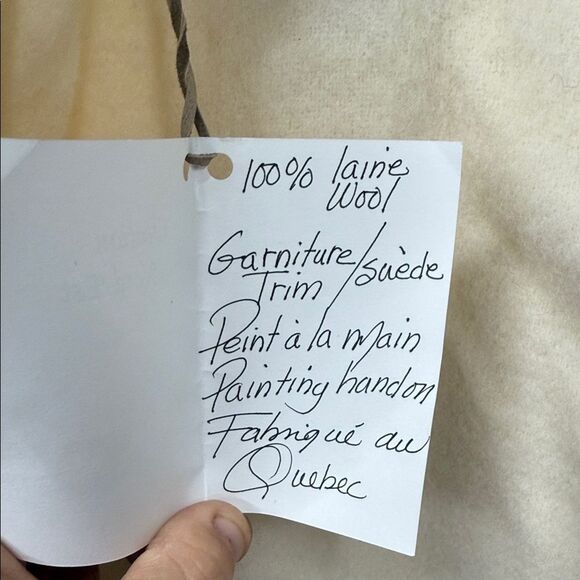 100% laine
Wool
Garniture/suède
Trim
Peint à la main
Painting handon
Fabriqué au
Quebec